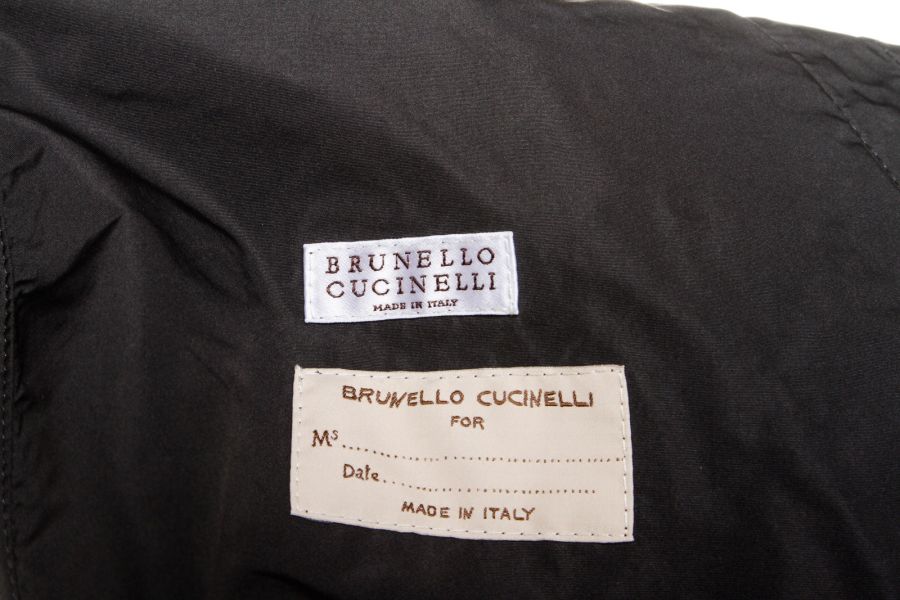 BRUNELLO
CUCINELLI
MADE IN ITALY
BRUNELLO CUCINELLI
FOR
Ms........................................
Date..............................
MADE IN ITALY